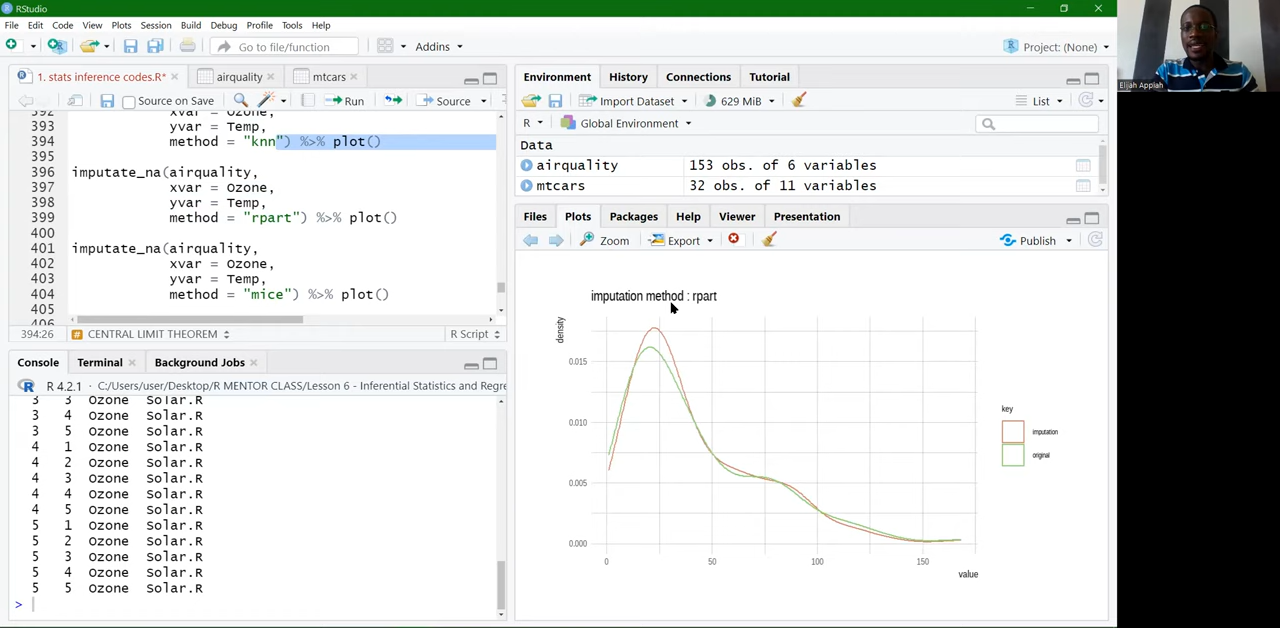 RStudio
File Edit Code View Plots Session Build Debug Profile Tools Help
Go to file/function Addins Project: (None)
1. stats inference codes.R* airquality mtcars
Source on Save Run Source
392 xvar = Ozone,
393 yvar = Temp,
394 method = "knn") %>% plot()
395
396 imputate_na(airquality,
397 xvar = Ozone,
398 yvar = Temp,
399 method = "rpart") %>% plot()
400
401 imputate_na(airquality,
402 xvar = Ozone,
403 yvar = Temp,
404 method = "mice") %>% plot()
405
406
394:26 # CENTRAL LIMIT THEOREM R Script
Console Terminal Background Jobs
R R 4.2.1 · C:/Users/user/Desktop/R MENTOR CLASS/Lesson 6 - Inferential Statistics and Regre
3 3 Ozone Solar.R
3 4 Ozone Solar.R
3 5 Ozone Solar.R
4 1 Ozone Solar.R
4 2 Ozone Solar.R
4 3 Ozone Solar.R
4 4 Ozone Solar.R
4 5 Ozone Solar.R
5 1 Ozone Solar.R
5 2 Ozone Solar.R
5 3 Ozone Solar.R
5 4 Ozone Solar.R
5 5 Ozone Solar.R
>
Environment History Connections Tutorial
Import Dataset 629 MiB List
R Global Environment
Data
airquality 153 obs. of 6 variables
mtcars 32 obs. of 11 variables
Files Plots Packages Help Viewer Presentation
Zoom Export Publish
imputation method : rpart
density
0.015
0.010
0.005
0.000
0 50 100 150
value
key
imputation
original
Elijah Appiah